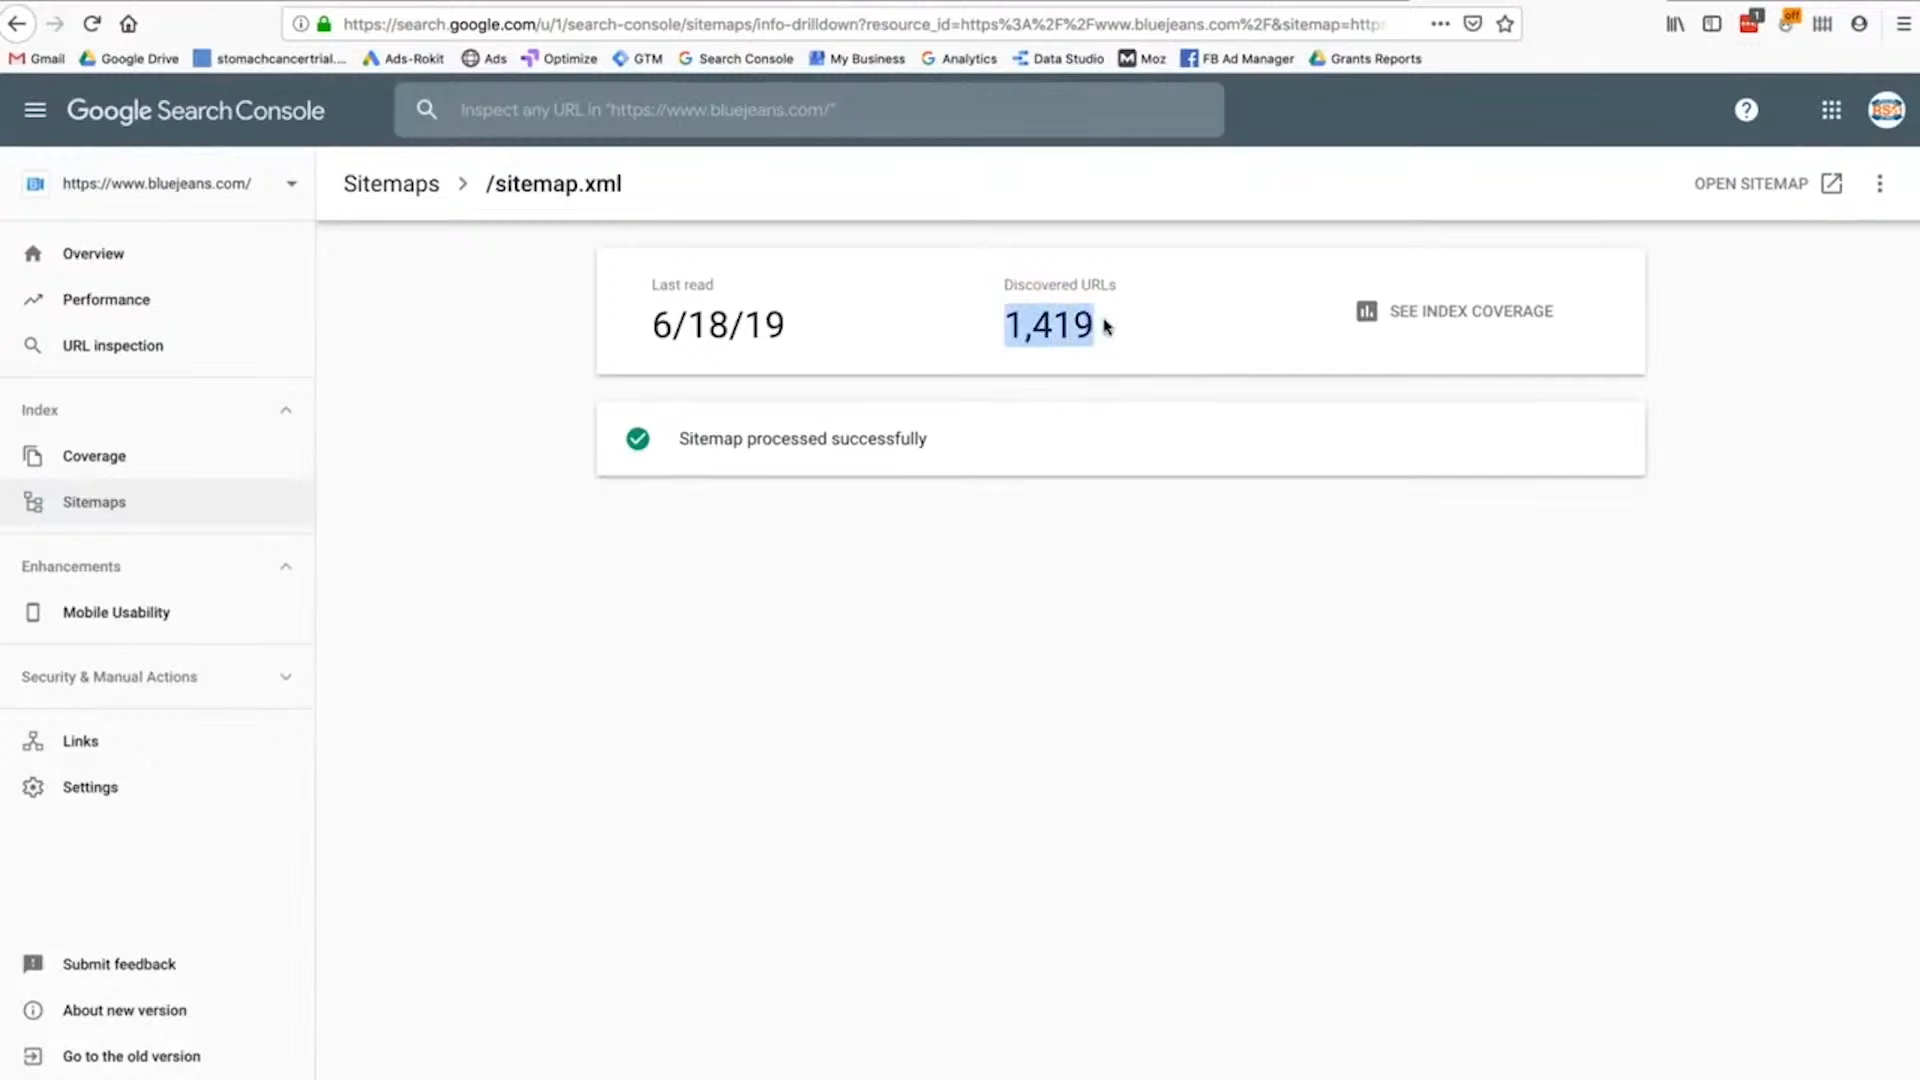 https://search.google.com/u/1/search-console/sitemaps/info-drilldown?resource_id=https%3A%2F%2Fwww.bluejeans.com%2F&sitemap=https
1
off
Gmail Google Drive stomachcancertrial.... Ads-Rokit Ads Optimize GTM Search Console My Business Analytics Data Studio Moz FB Ad Manager Grants Reports
Google Search Console
Inspect any URL in "https://www.bluejeans.com/"
https://www.bluejeans.com/
Sitemaps > /sitemap.xml
OPEN SITEMAP
Overview
Performance
URL inspection
Index
Coverage
Sitemaps
Enhancements
Mobile Usability
Security & Manual Actions
Links
Settings
Submit feedback
About new version
Go to the old version
Last read
6/18/19
Discovered URLs
1,419
SEE INDEX COVERAGE
Sitemap processed successfully